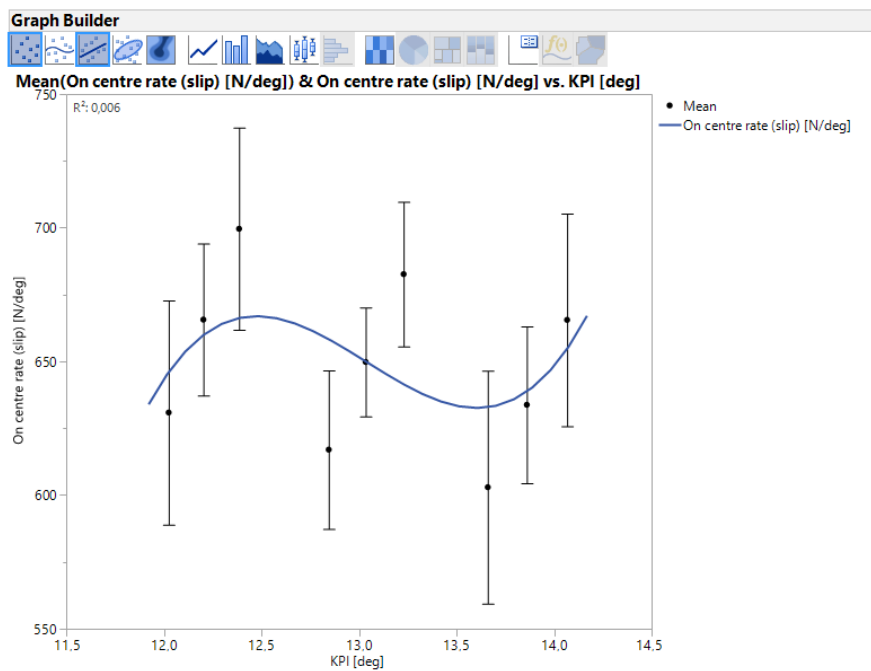 Graph Builder
Mean(On centre rate (slip) [N/deg]) & On centre rate (slip) [N/deg] vs. KPI [deg]
R²: 0,006
Mean
On centre rate (slip) [N/deg]
On centre rate (slip) [N/deg]
750
700
650
600
550
11.5 12.0 12.5 13.0 13.5 14.0 14.5
KPI [deg]